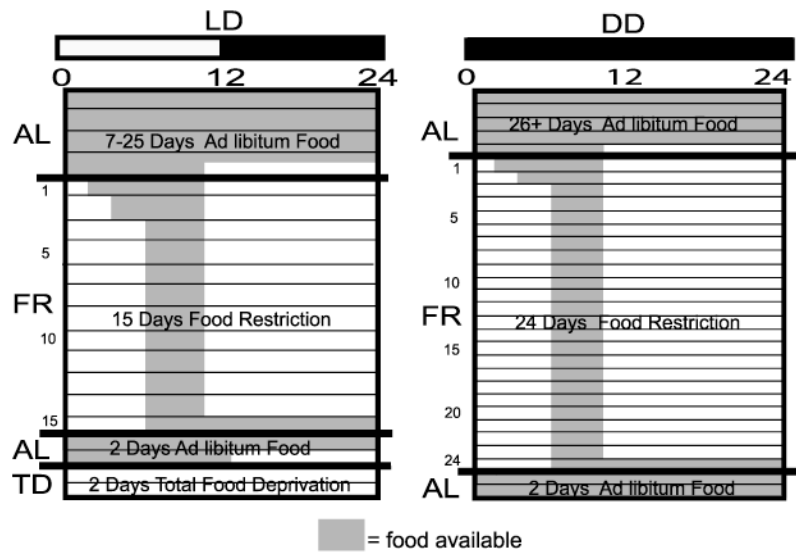 LD
0 12 24
AL
7-25 Days Ad libitum Food
1
5
FR
15 Days Food Restriction
10
15
AL
2 Days Ad libitum Food
TD
2 Days Total Food Deprivation
DD
0 12 24
AL
26+ Days Ad libitum Food
1
5
10
FR
24 Days Food Restriction
15
20
24
AL
2 Days Ad libitum Food
= food available